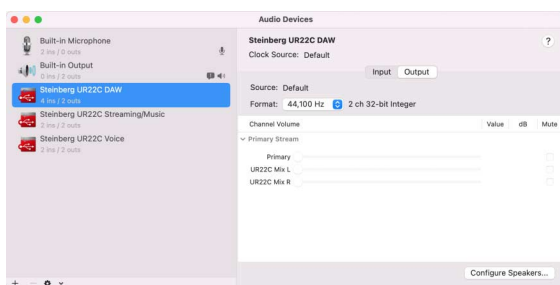 Audio Devices
Built-in Microphone
2 ins / 0 outs
Built-in Output
0 ins / 2 outs
Steinberg UR22C DAW
4 ins / 2 outs
Steinberg UR22C Streaming/Music
2 ins / 2 outs
Steinberg UR22C Voice
2 ins / 2 outs
+ −
Steinberg UR22C DAW
?
Clock Source: Default
Input Output
Source: Default
Format: 44,100 Hz 2 ch 32-bit Integer
Channel Volume Value dB Mute
Primary Stream
Primary
UR22C Mix L
UR22C Mix R
Configure Speakers...